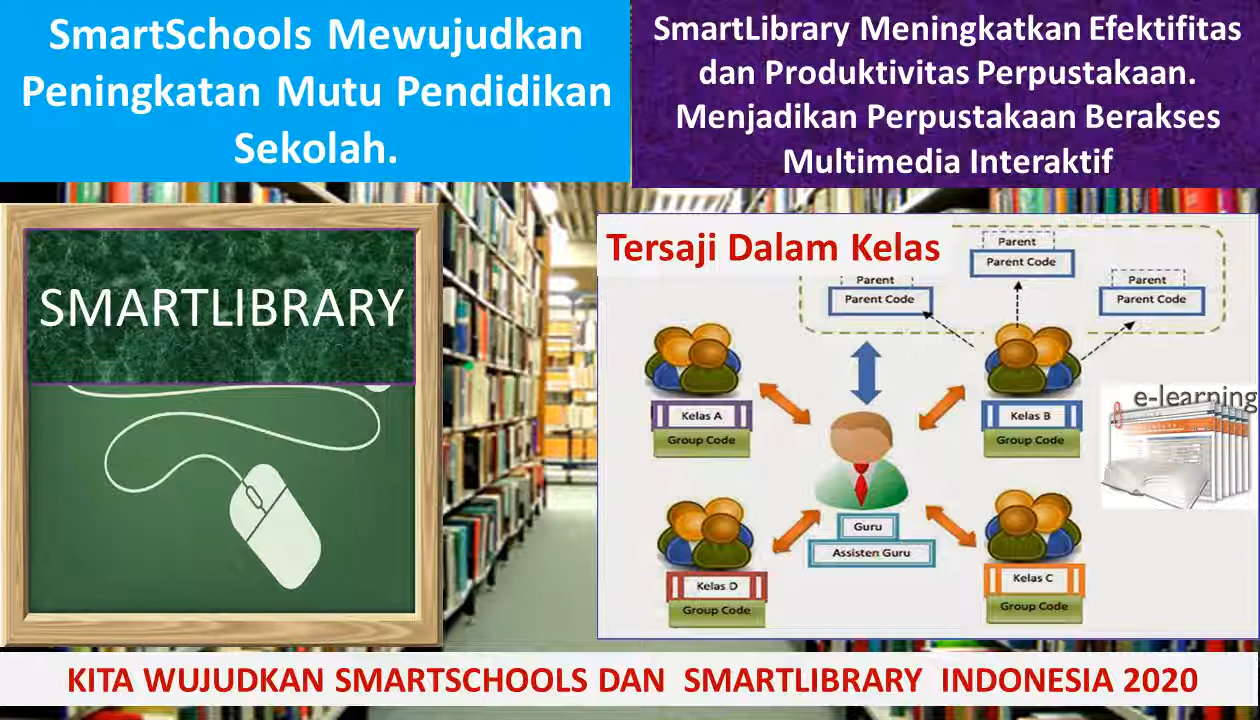 SmartSchools Mewujudkan
Peningkatan Mutu Pendidikan
Sekolah.
SmartLibrary Meningkatkan Efektifitas
dan Produktivitas Perpustakaan.
Menjadikan Perpustakaan Berakses
Multimedia Interaktif
SMARTLIBRARY
Tersaji Dalam Kelas
Parent
Parent Code
Parent
Parent Code
Parent
Parent Code
Kelas A
Group Code
Kelas B
Group Code
e-learning
Guru
Assisten Guru
Kelas D
Group Code
Kelas C
Group Code
KITA WUJUDKAN SMARTSCHOOLS DAN SMARTLIBRARY INDONESIA 2020